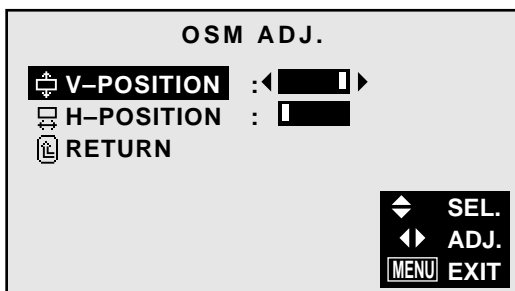 OSM ADJ.
V–POSITION :
H–POSITION :
RETURN
SEL.
ADJ.
MENU EXIT